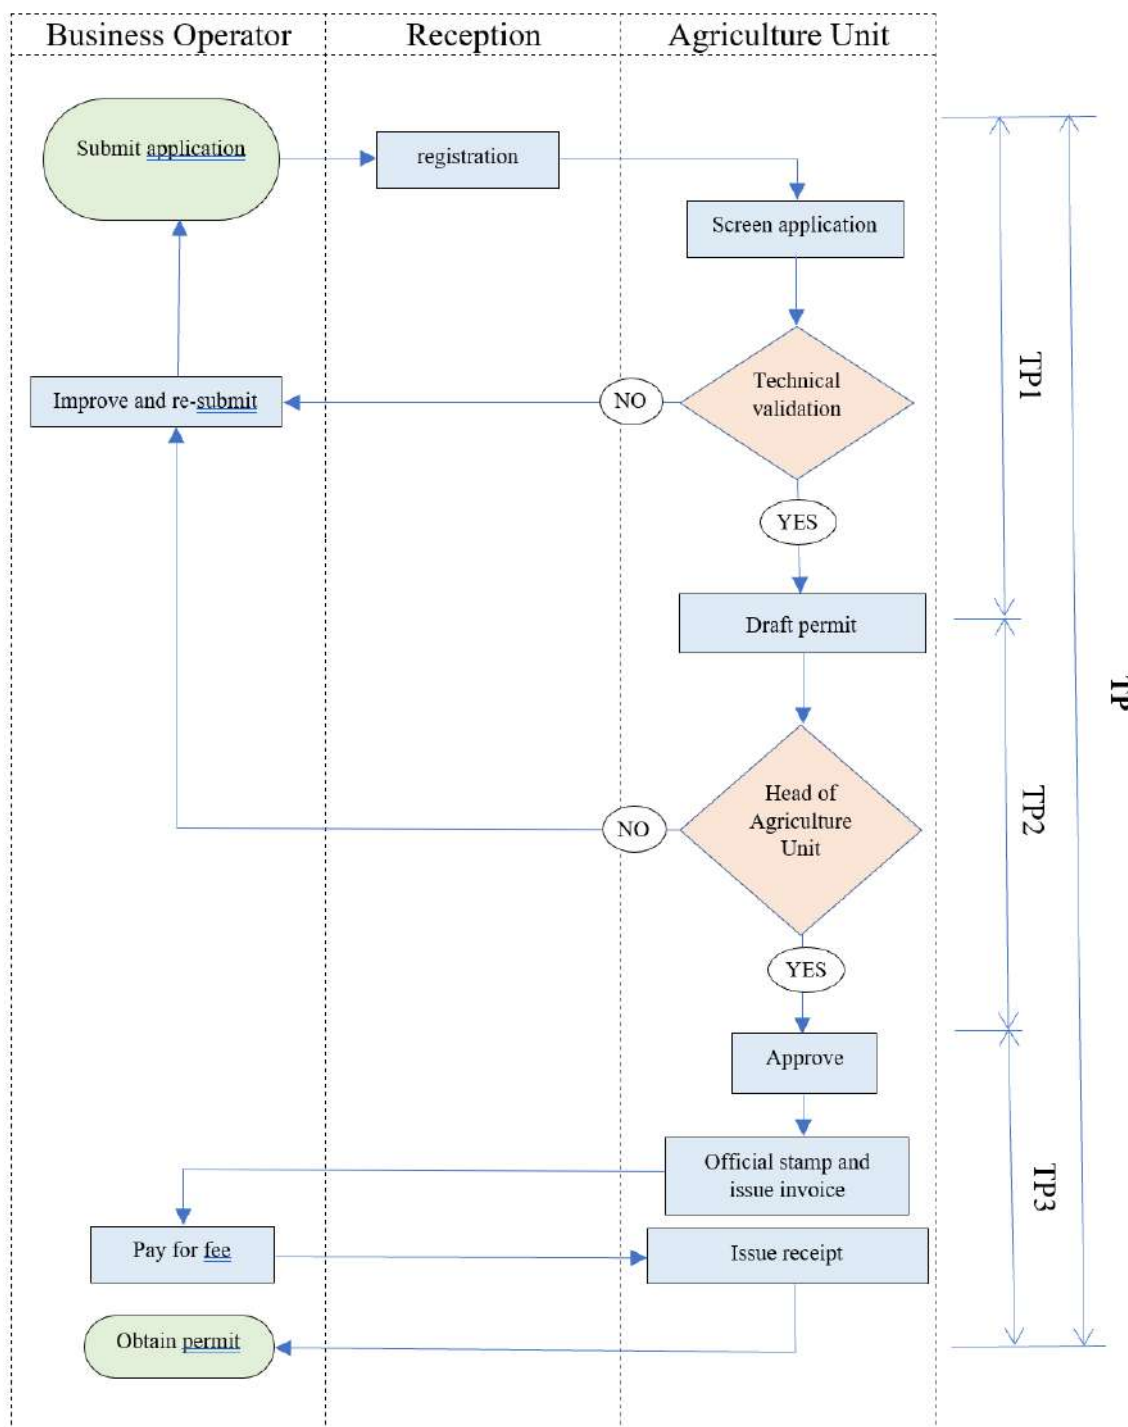 Business Operator
Reception
Agriculture Unit
Submit application
registration
Screen application
Technical
validation
NO
Improve and re-submit
YES
Draft permit
Head of
Agriculture
Unit
NO
YES
Approve
Official stamp and
issue invoice
Pay for fee
Issue receipt
Obtain permit
TP1
TP2
TP3
TP